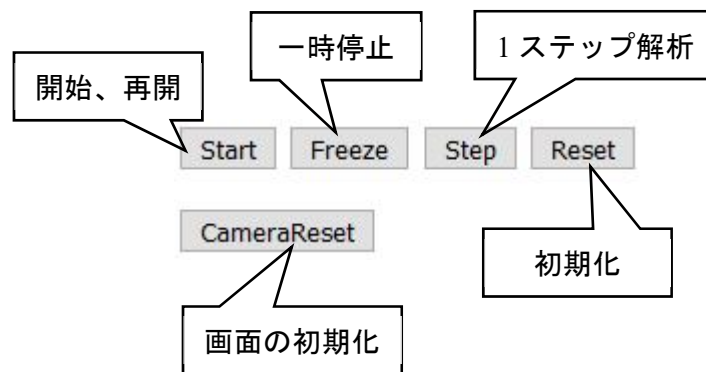 一時停止
1 ステップ解析
開始、再開
Start
Freeze
Step
Reset
CameraReset
初期化
画面の初期化